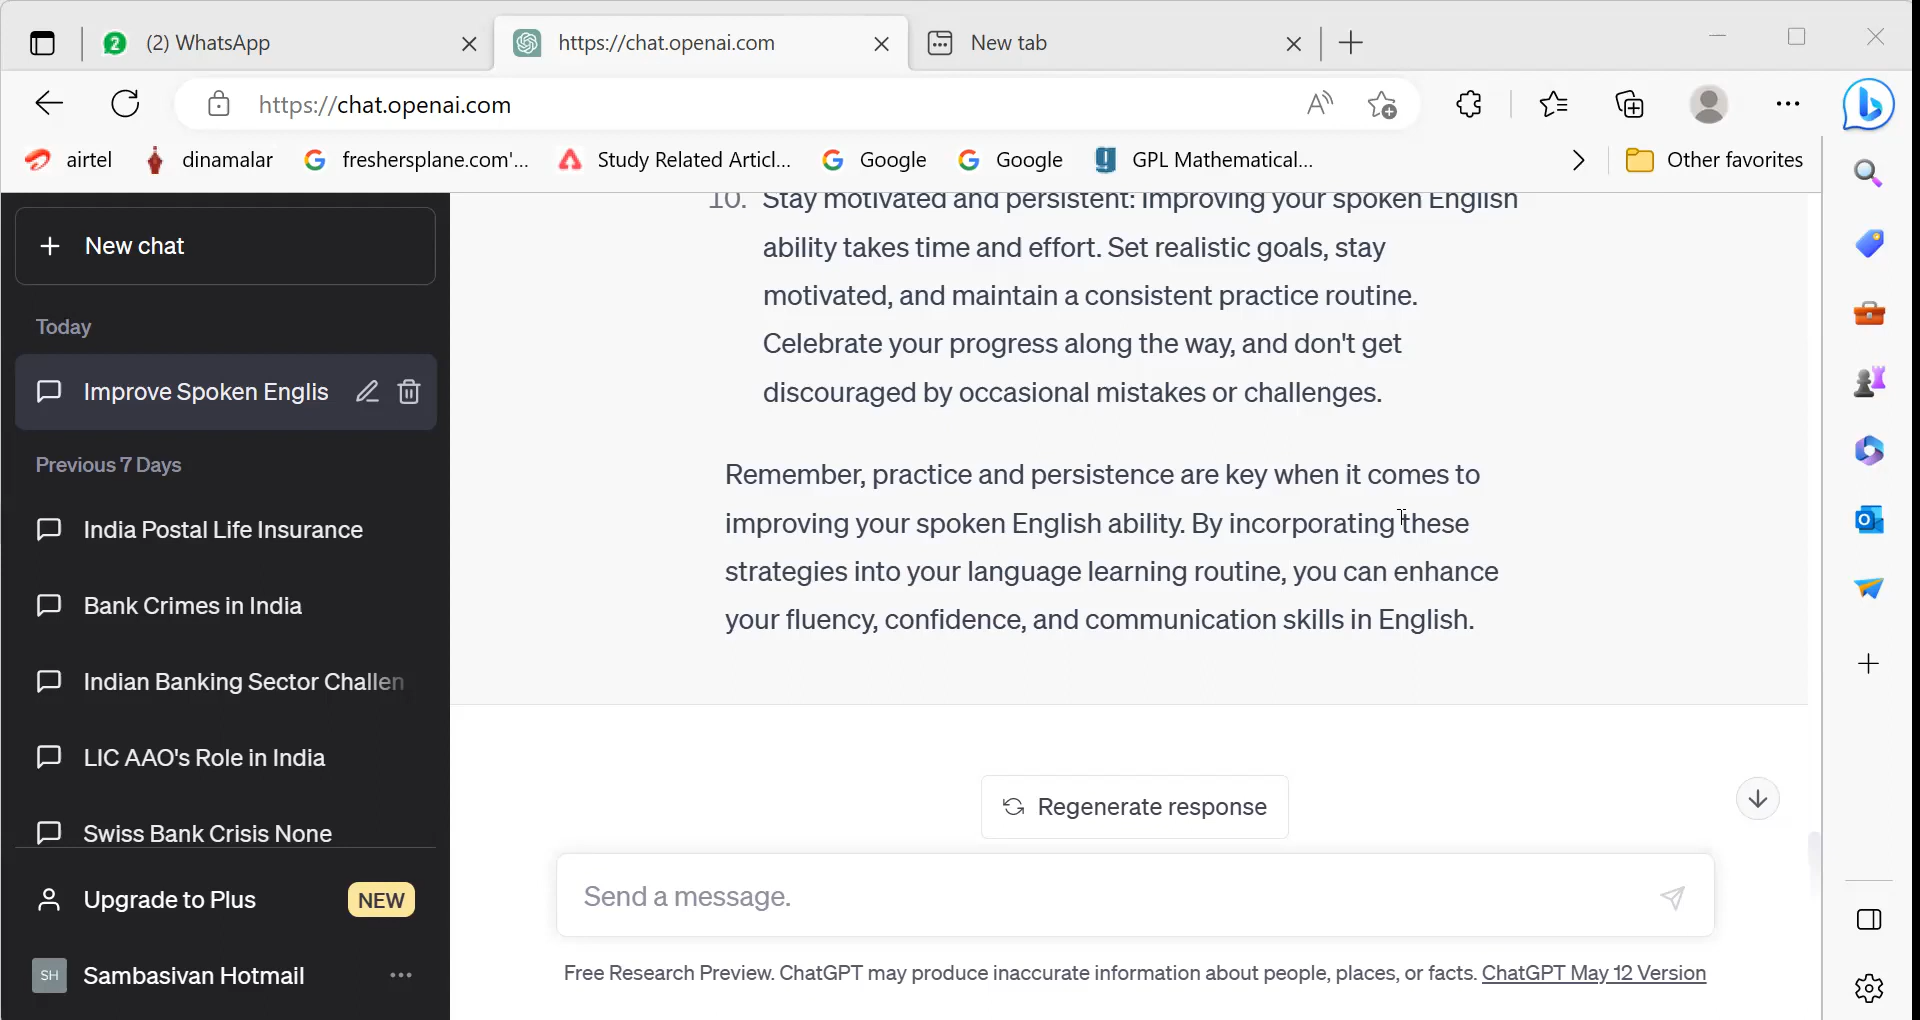 2 (2) WhatsApp
https://chat.openai.com
New tab
https://chat.openai.com
airtel
dinamalar
freshersplane.com'...
Study Related Articl...
Google
Google
GPL Mathematical...
Other favorites
New chat
Today
Improve Spoken Englis
Previous 7 Days
India Postal Life Insurance
Bank Crimes in India
Indian Banking Sector Challen
LIC AAO's Role in India
Swiss Bank Crisis None
Upgrade to Plus NEW
SH Sambasivan Hotmail
10. Stay motivated and persistent: Improving your spoken English
ability takes time and effort. Set realistic goals, stay
motivated, and maintain a consistent practice routine.
Celebrate your progress along the way, and don't get
discouraged by occasional mistakes or challenges.
Remember, practice and persistence are key when it comes to
improving your spoken English ability. By incorporating these
strategies into your language learning routine, you can enhance
your fluency, confidence, and communication skills in English.
Regenerate response
Send a message.
Free Research Preview. ChatGPT may produce inaccurate information about people, places, or facts. ChatGPT May 12 Version